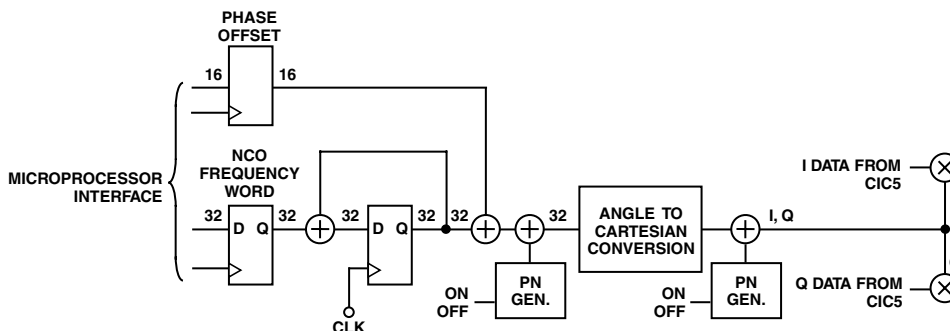 PHASE
OFFSET
16
16
MICROPROCESSOR
INTERFACE
NCO
FREQUENCY
WORD
32
D Q
32
32
D Q
32
32
CLK
32
PN
GEN.
ON
OFF
ANGLE TO
CARTESIAN
CONVERSION
I, Q
PN
GEN.
ON
OFF
I DATA FROM
CIC5
Q DATA FROM
CIC5